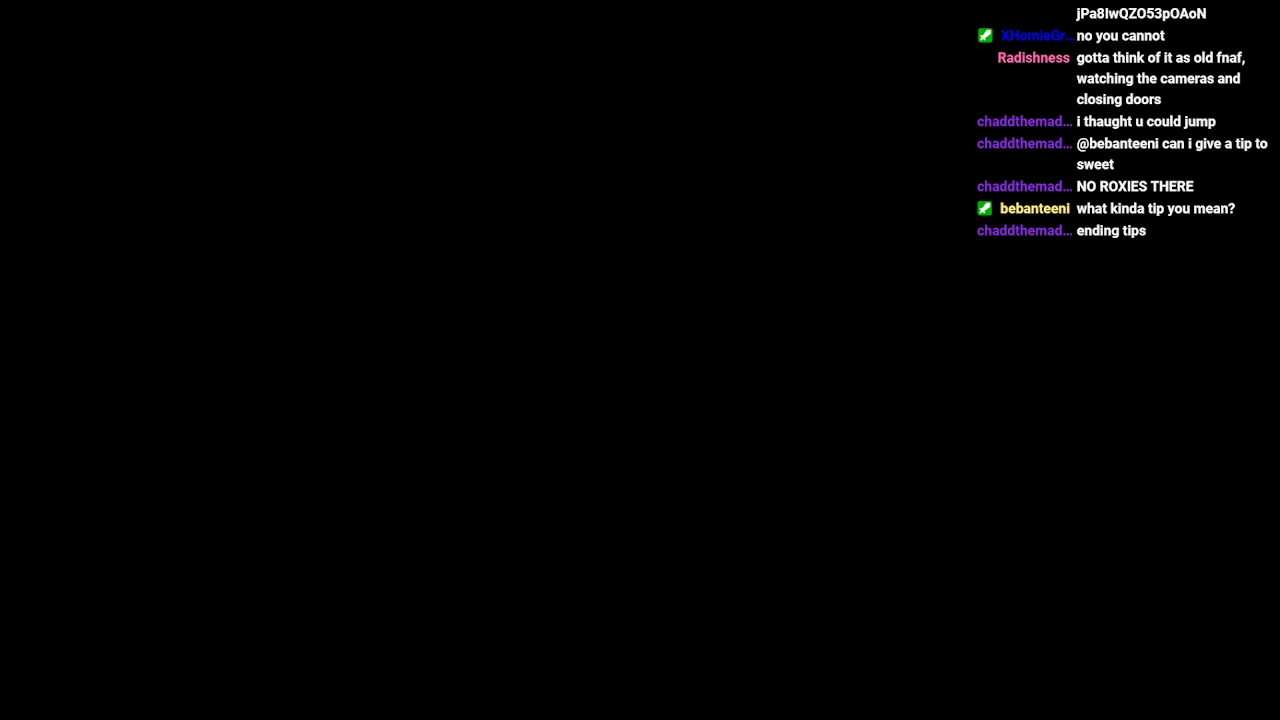 jPa8IwQZO53pOAoN
XHomieGr... no you cannot
Radishness gotta think of it as old fnaf,
watching the cameras and
closing doors
chaddthemad... i thaught u could jump
chaddthemad... @bebanteeni can i give a tip to
sweet
chaddthemad... NO ROXIES THERE
bebanteeni what kinda tip you mean?
chaddthemad... ending tips